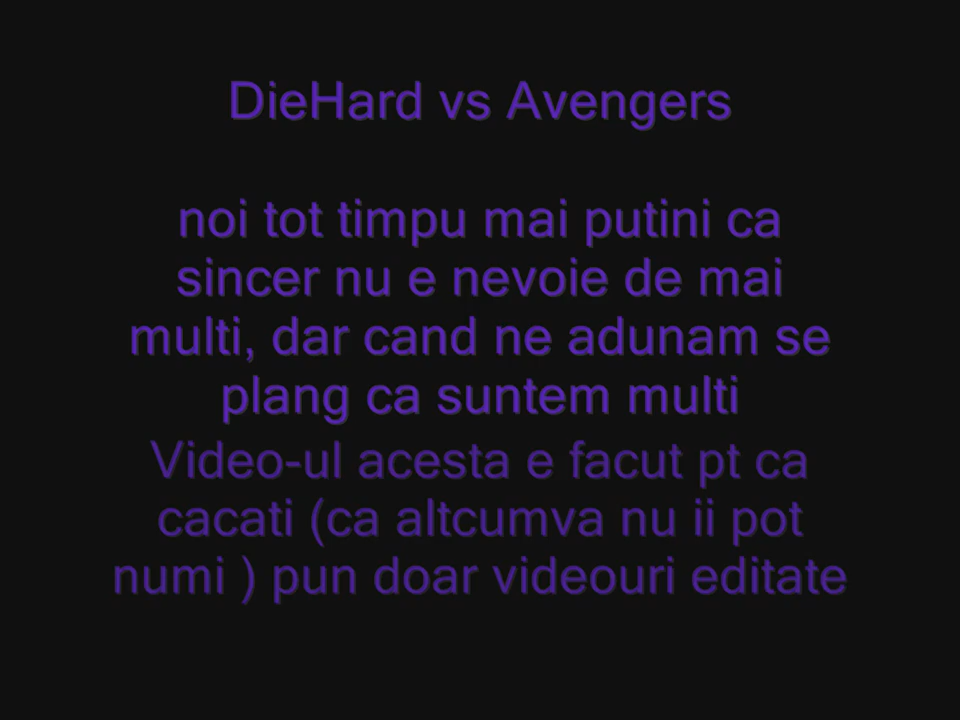 DieHard vs Avengers
noi tot timpu mai putini ca
sincer nu e nevoie de mai
multi, dar cand ne adunam se
plang ca suntem multi
Video-ul acesta e facut pt ca
cacati (ca altcumva nu ii pot
numi ) pun doar videouri editate